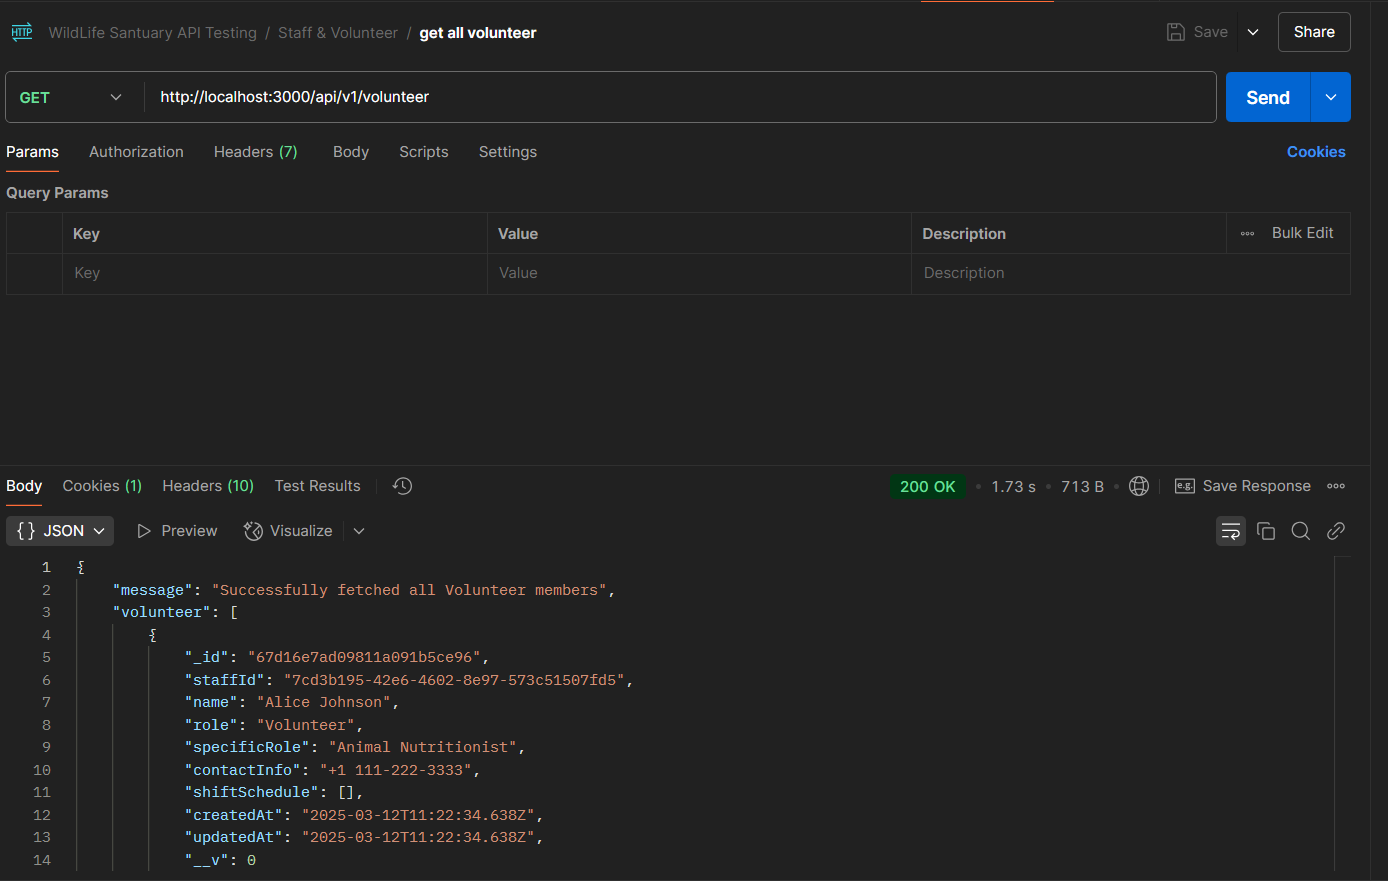 HTTP WildLife Santuary API Testing / Staff & Volunteer / get all volunteer Save Share
GET http://localhost:3000/api/v1/volunteer Send
Params Authorization Headers (7) Body Scripts Settings Cookies
Query Params
Key Value Description Bulk Edit
Key Value Description
Body Cookies (1) Headers (10) Test Results 200 OK 1.73 s 713 B e.g. Save Response
{} JSON Preview Visualize
1 {
2 "message": "Successfully fetched all Volunteer members",
3 "volunteer": [
4 {
5 "_id": "67d16e7ad09811a091b5ce96",
6 "staffId": "7cd3b195-42e6-4602-8e97-573c51507fd5",
7 "name": "Alice Johnson",
8 "role": "Volunteer",
9 "specificRole": "Animal Nutritionist",
10 "contactInfo": "+1 111-222-3333",
11 "shiftSchedule": [],
12 "createdAt": "2025-03-12T11:22:34.638Z",
13 "updatedAt": "2025-03-12T11:22:34.638Z",
14 "__v": 0